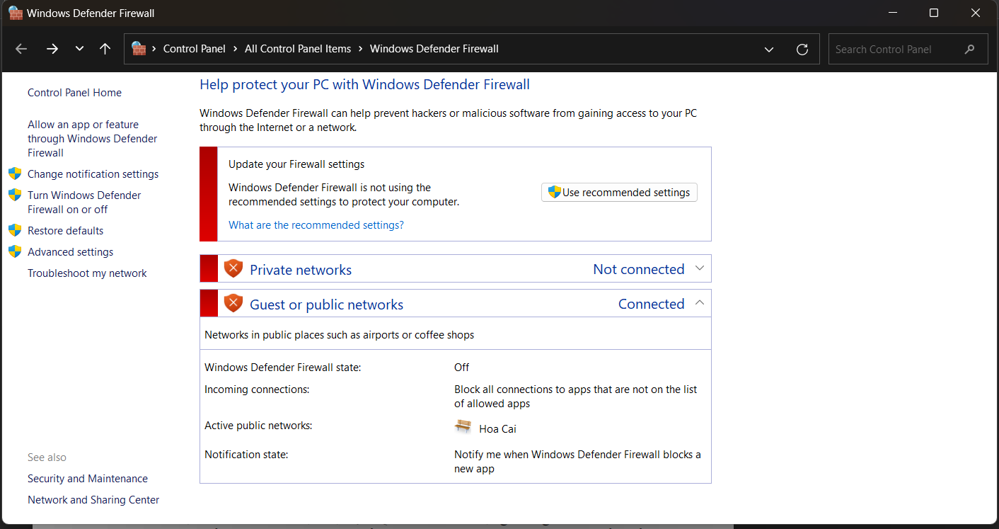 Windows Defender Firewall
Control Panel > All Control Panel Items > Windows Defender Firewall
Search Control Panel
Control Panel Home
Allow an app or feature
through Windows Defender
Firewall
Change notification settings
Turn Windows Defender
Firewall on or off
Restore defaults
Advanced settings
Troubleshoot my network
See also
Security and Maintenance
Network and Sharing Center
Help protect your PC with Windows Defender Firewall
Windows Defender Firewall can help prevent hackers or malicious software from gaining access to your PC
through the Internet or a network.
Update your Firewall settings
Windows Defender Firewall is not using the
recommended settings to protect your computer.
Use recommended settings
What are the recommended settings?
Private networks Not connected
Guest or public networks Connected
Networks in public places such as airports or coffee shops
Windows Defender Firewall state: Off
Incoming connections: Block all connections to apps that are not on the list
of allowed apps
Active public networks: Hoa Cai
Notification state: Notify me when Windows Defender Firewall blocks a
new app